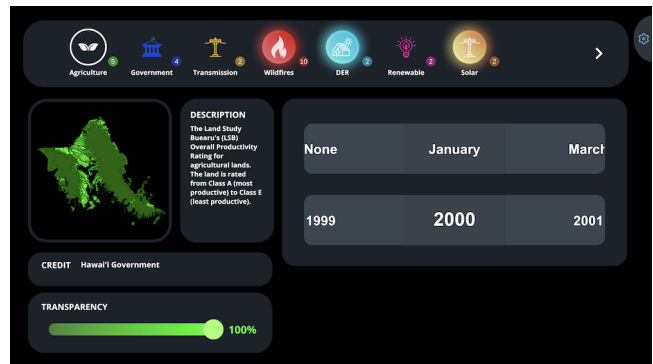 5 4 2 10 2 2 2
Agriculture Government Transmission Wildfires DER Renewable Solar
DESCRIPTION
The Land Study
Buearu's (LSB)
Overall Productivity
Rating for
agricultural lands.
The land is rated
from Class A (most
productive) to Class E
(least productive).
None January March
1999 2000 2001
CREDIT Hawai'i Government
TRANSPARENCY
100%